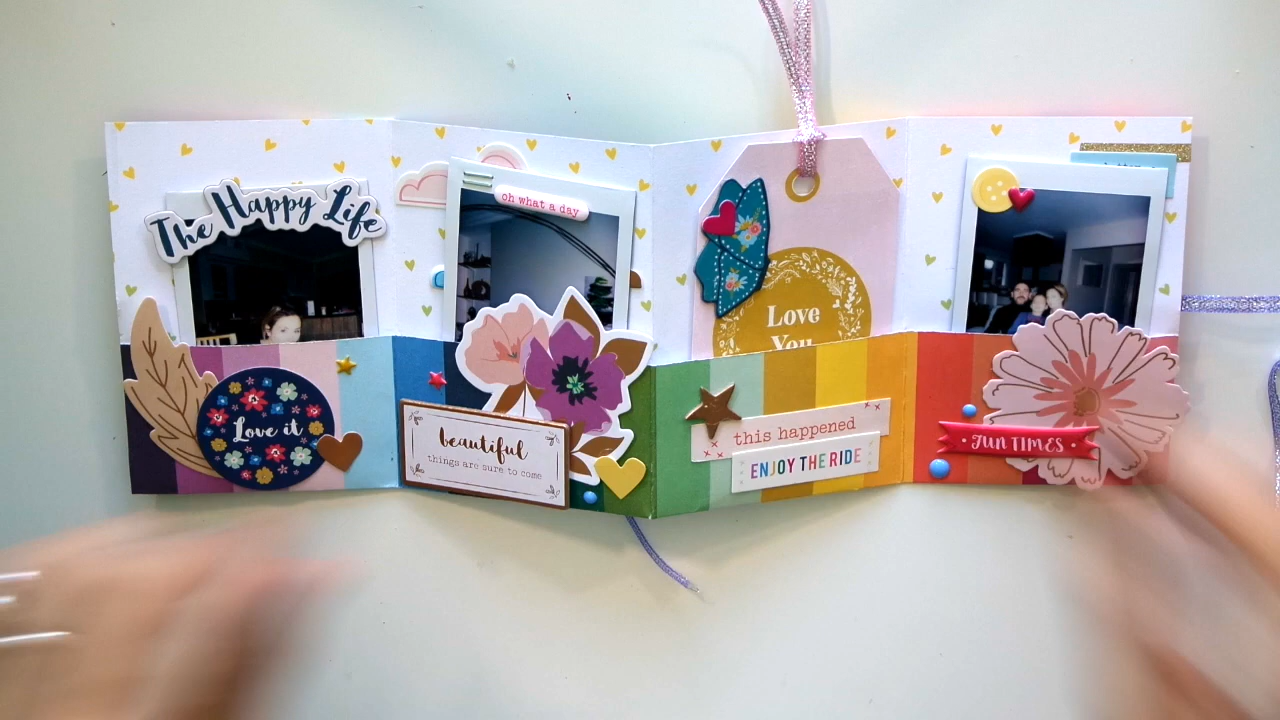 The Happy Life
oh what a day
Love
You
Love it
beautiful
things are sure to come
this happened
ENJOY THE RIDE
FUN TIMES